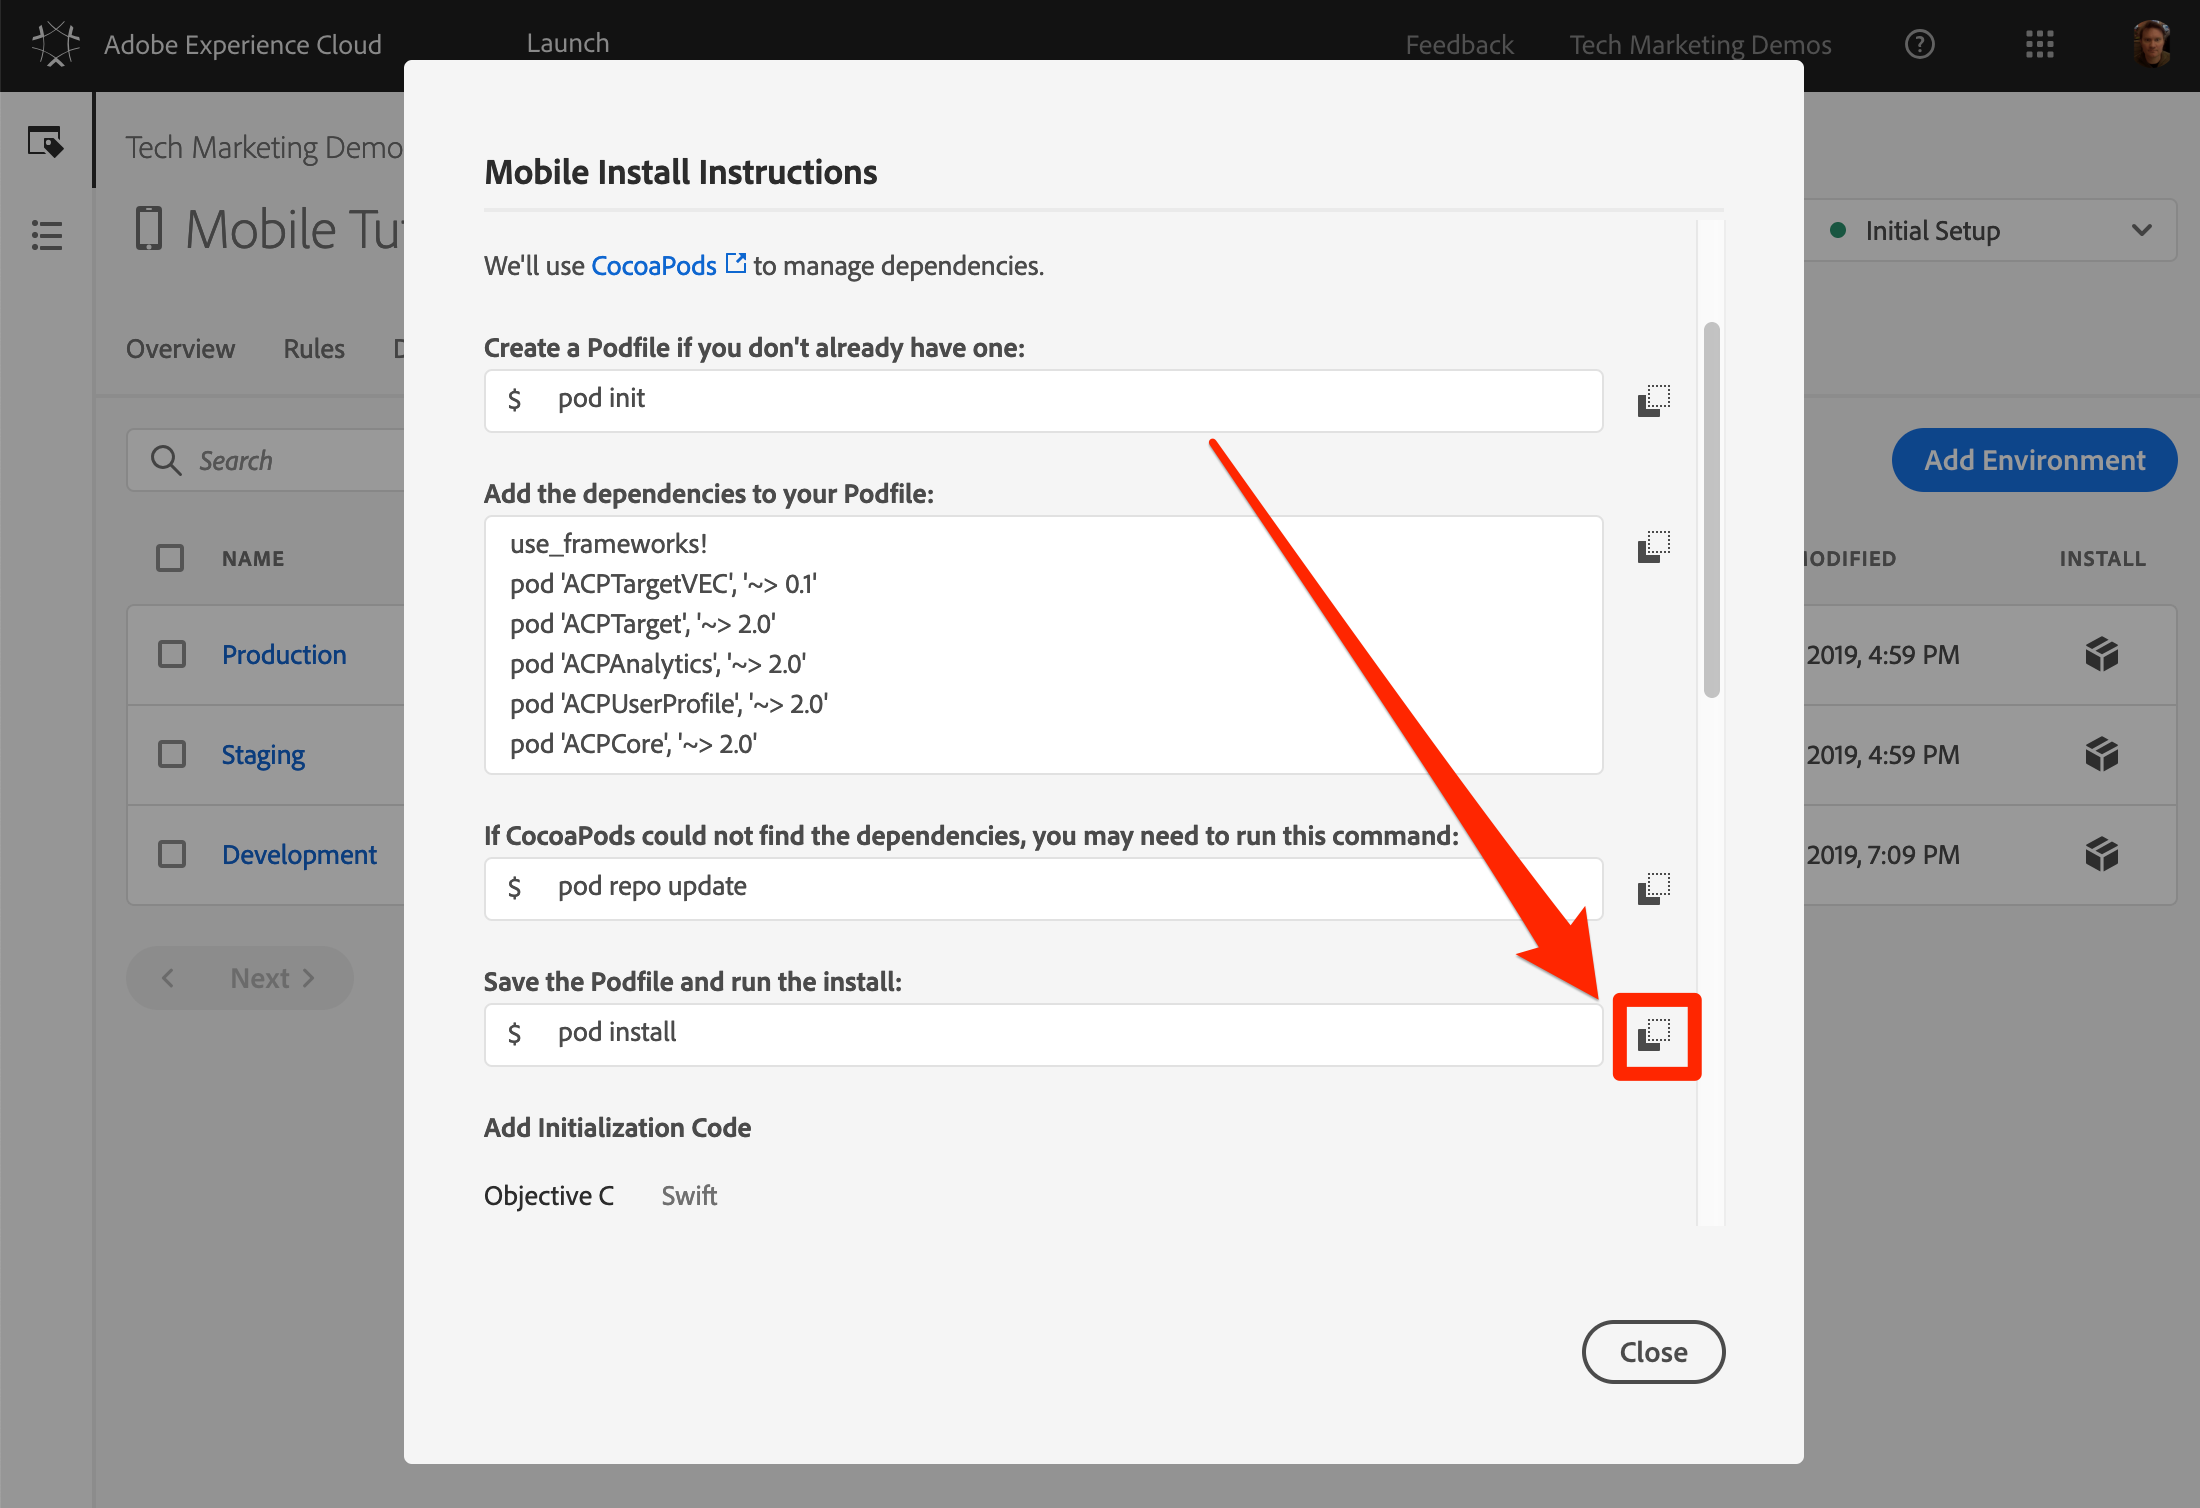 Adobe Experience Cloud
Launch
Feedback
Tech Marketing Demos
?
Tech Marketing Demo
Mobile Tu
Initial Setup
Overview
Rules
Search
Add Environment
NAME
MODIFIED
INSTALL
Production
2019, 4:59 PM
Staging
2019, 4:59 PM
Development
2019, 7:09 PM
Next
Mobile Install Instructions
We'll use CocoaPods to manage dependencies.
Create a Podfile if you don't already have one:
$ pod init
Add the dependencies to your Podfile:
use_frameworks!
pod 'ACPTargetVEC', '~> 0.1'
pod 'ACPTarget', '~> 2.0'
pod 'ACPAnalytics', '~> 2.0'
pod 'ACPUserProfile', '~> 2.0'
pod 'ACPCore', '~> 2.0'
If CocoaPods could not find the dependencies, you may need to run this command:
$ pod repo update
Save the Podfile and run the install:
$ pod install
Add Initialization Code
Objective C
Swift
Close